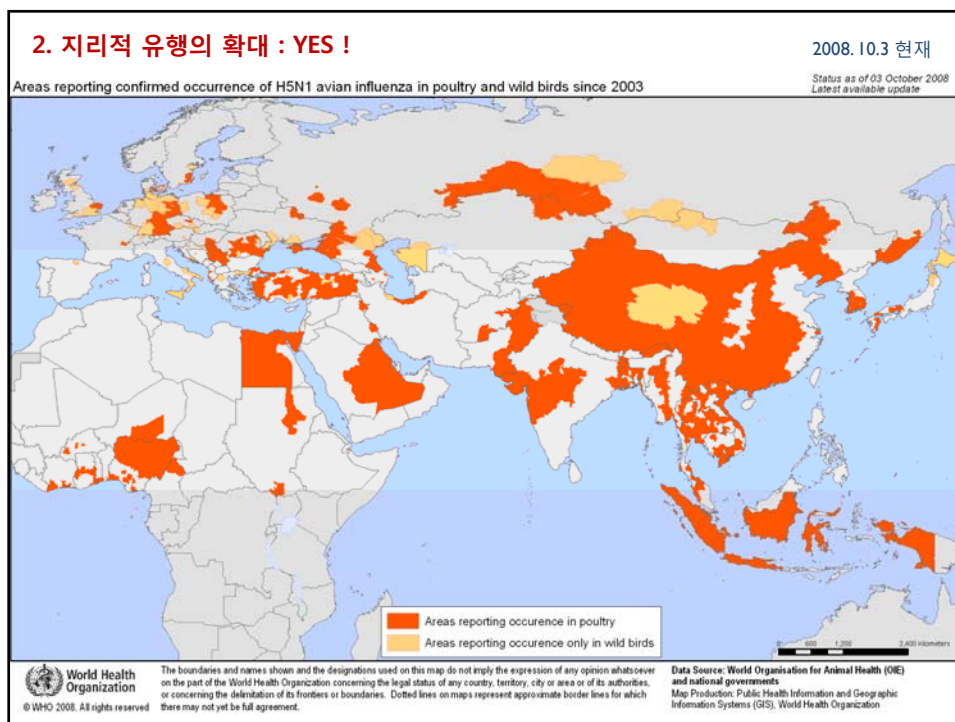 2. 지리적 유행의 확대 : YES !
2008.10.3 현재
Areas reporting confirmed occurrence of H5N1 avian influenza in poultry and wild birds since 2003
Status as of 03 October 2008
Latest available update
Areas reporting occurence in poultry
Areas reporting occurence only in wild birds
0 600 1,200 2,400 Kilometers
World Health
Organization
© WHO 2008. All rights reserved
The boundaries and names shown and the designations used on this map do not imply the expression of any opinion whatsoever
on the part of the World Health Organization concerning the legal status of any country, territory, city or area or of its authorities,
or concerning the delimitation of its frontiers or boundaries. Dotted lines on maps represent approximate border lines for which
there may not yet be full agreement.
Data Source: World Organisation for Animal Health (OIE)
and national governments
Map Production: Public Health Information and Geographic
Information Systems (GIS), World Health Organization